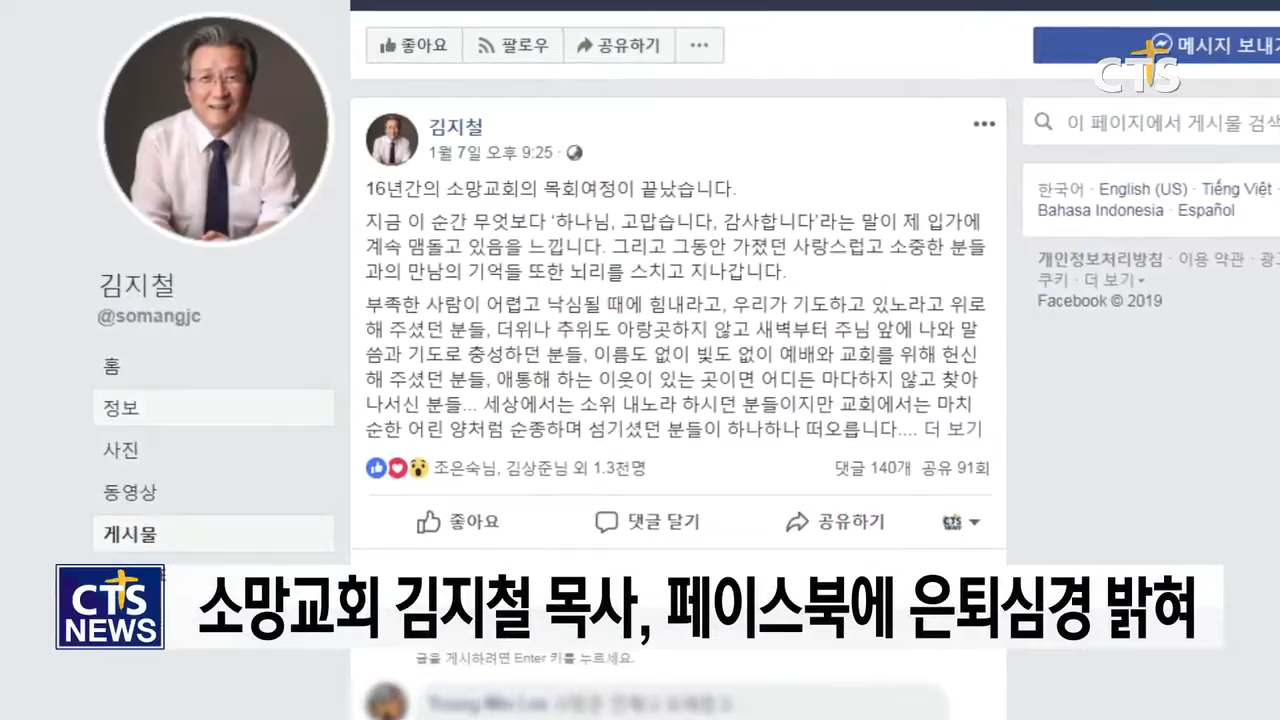 좋아요
팔로우
공유하기
메시지 보내기
CTS
김지철
1월 7일 오후 9:25 ·
이 페이지에서 게시물 검색
16년간의 소망교회의 목회여정이 끝났습니다.
지금 이 순간 무엇보다 ‘하나님, 고맙습니다, 감사합니다’라는 말이 제 입가에
계속 맴돌고 있음을 느낍니다. 그리고 그동안 가졌던 사랑스럽고 소중한 분들
과의 만남의 기억들 또한 뇌리를 스치고 지나갑니다.
부족한 사람이 어렵고 낙심될 때에 힘내라고, 우리가 기도하고 있노라고 위로
해 주셨던 분들, 더위나 추위도 아랑곳하지 않고 새벽부터 주님 앞에 나와 말
씀과 기도로 충성하던 분들, 이름도 없이 빛도 없이 예배와 교회를 위해 헌신
해 주셨던 분들, 애통해 하는 이웃이 있는 곳이면 어디든 마다하지 않고 찾아
나서신 분들... 세상에서는 소위 내노라 하시던 분들이지만 교회에서는 마치
순한 어린 양처럼 순종하며 섬기셨던 분들이 하나하나 떠오릅니다.... 더 보기
조은숙님, 김상준님 외 1.3천명
댓글 140개 공유 91회
좋아요
댓글 달기
공유하기
CTS
한국어 · English (US) · Tiếng Việt ·
Bahasa Indonesia · Español
개인정보처리방침 · 이용 약관 · 광고
쿠키 · 더 보기
Facebook © 2019
김지철
@somangjc
홈
정보
사진
동영상
게시물
CTS
NEWS
소망교회 김지철 목사, 페이스북에 은퇴심경 밝혀
글을 게시하려면 Enter 키를 누르세요.